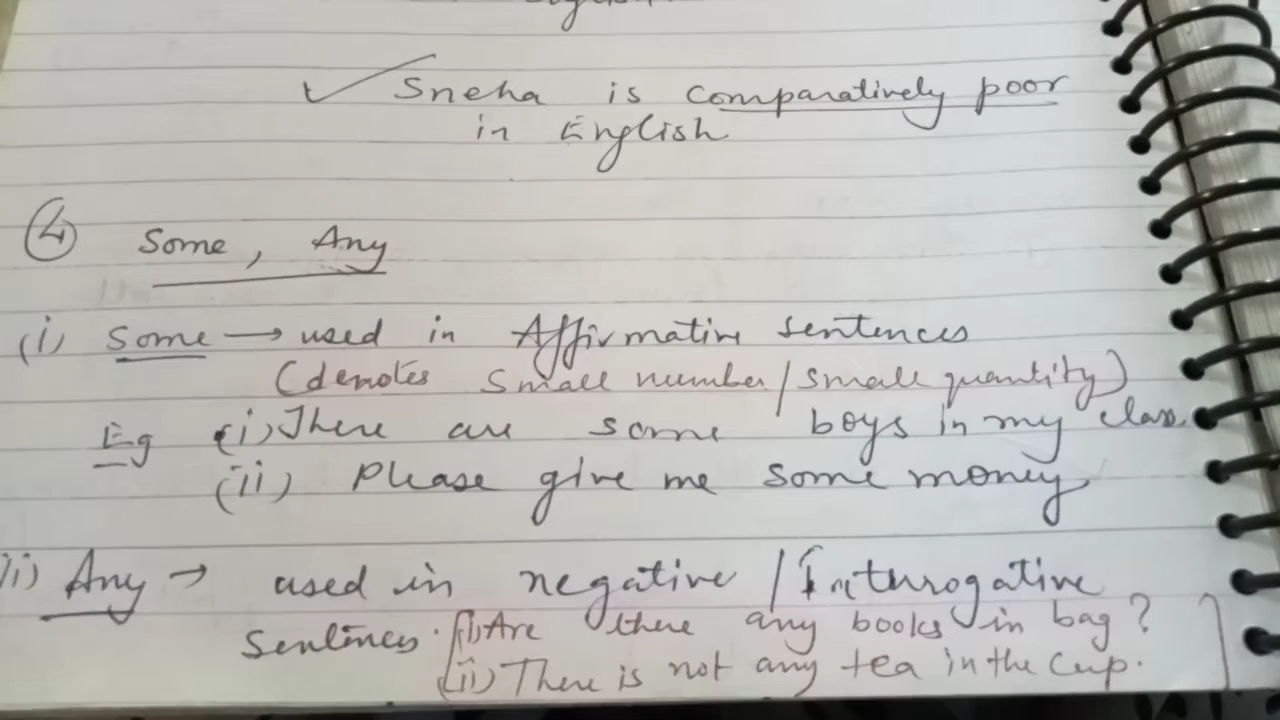 ✓ Sneha is comparatively poor
in English
④ Some, Any
(i) Some → used in Affirmative sentences
(denotes small number/small quantity)
Eg (i) There are some boys in my class.
(ii) Please give me some money
ii) Any → used in negative / Interrogative
Sentences. (i) Are there any books in bag?
(ii) There is not any tea in the cup.